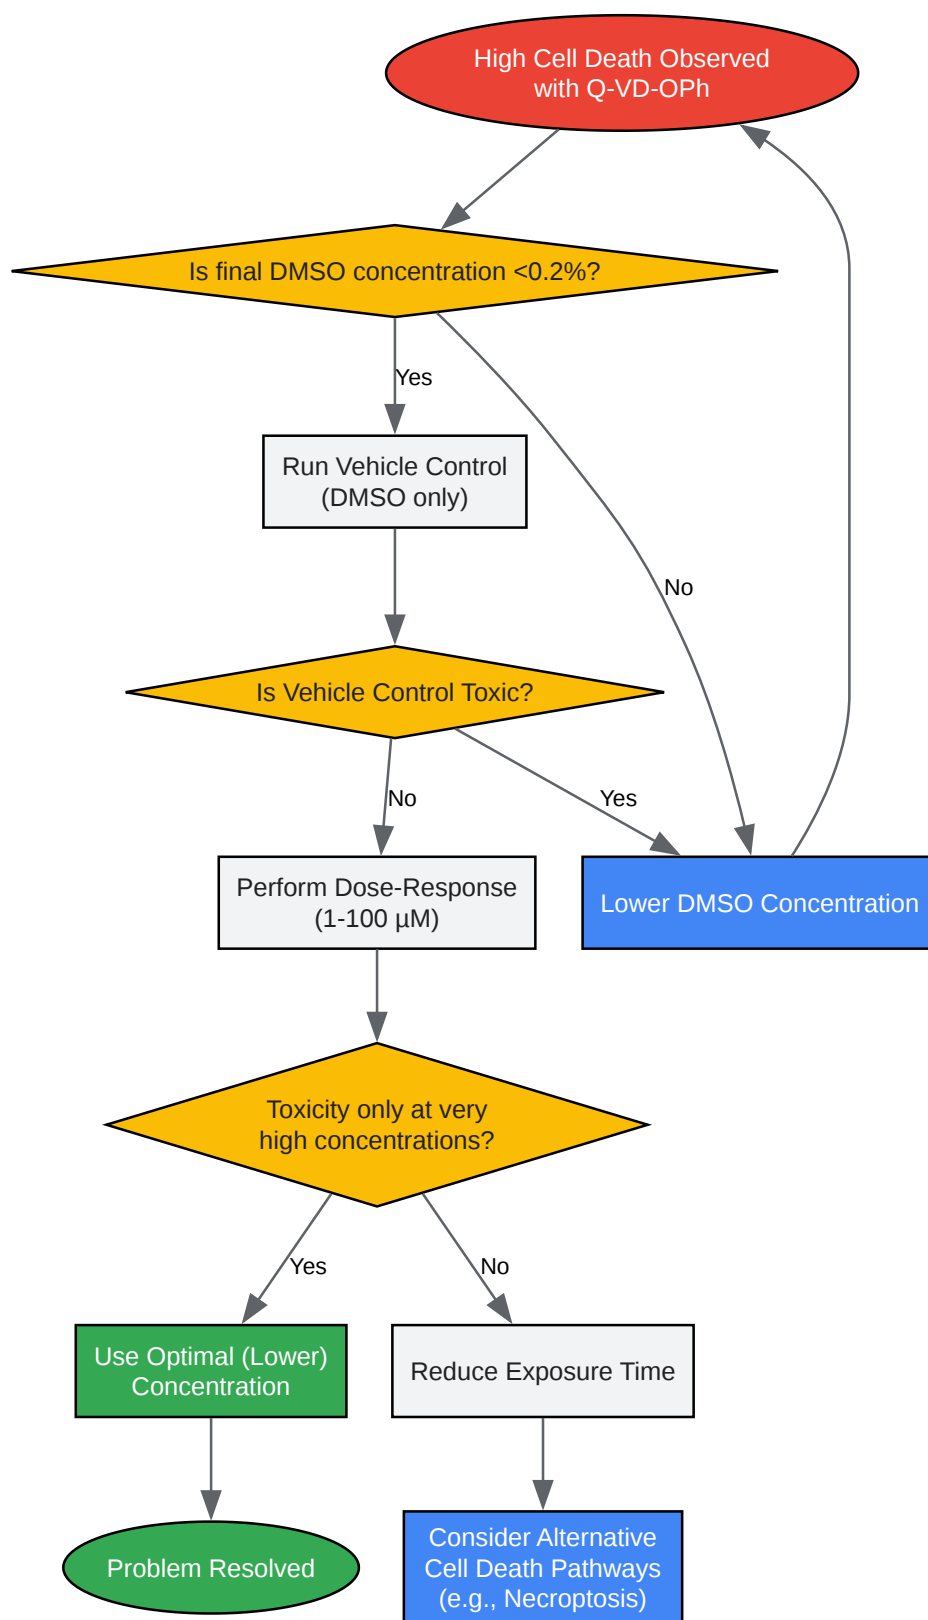 High Cell Death Observed
with Q-VD-OPh
Is final DMSO concentration <0.2%?
Yes
Run Vehicle Control
(DMSO only)
No
Is Vehicle Control Toxic?
No
Yes
Perform Dose-Response
(1-100 µM)
Lower DMSO Concentration
Toxicity only at very
high concentrations?
Yes
No
Use Optimal (Lower)
Concentration
Reduce Exposure Time
Problem Resolved
Consider Alternative
Cell Death Pathways
(e.g., Necroptosis)